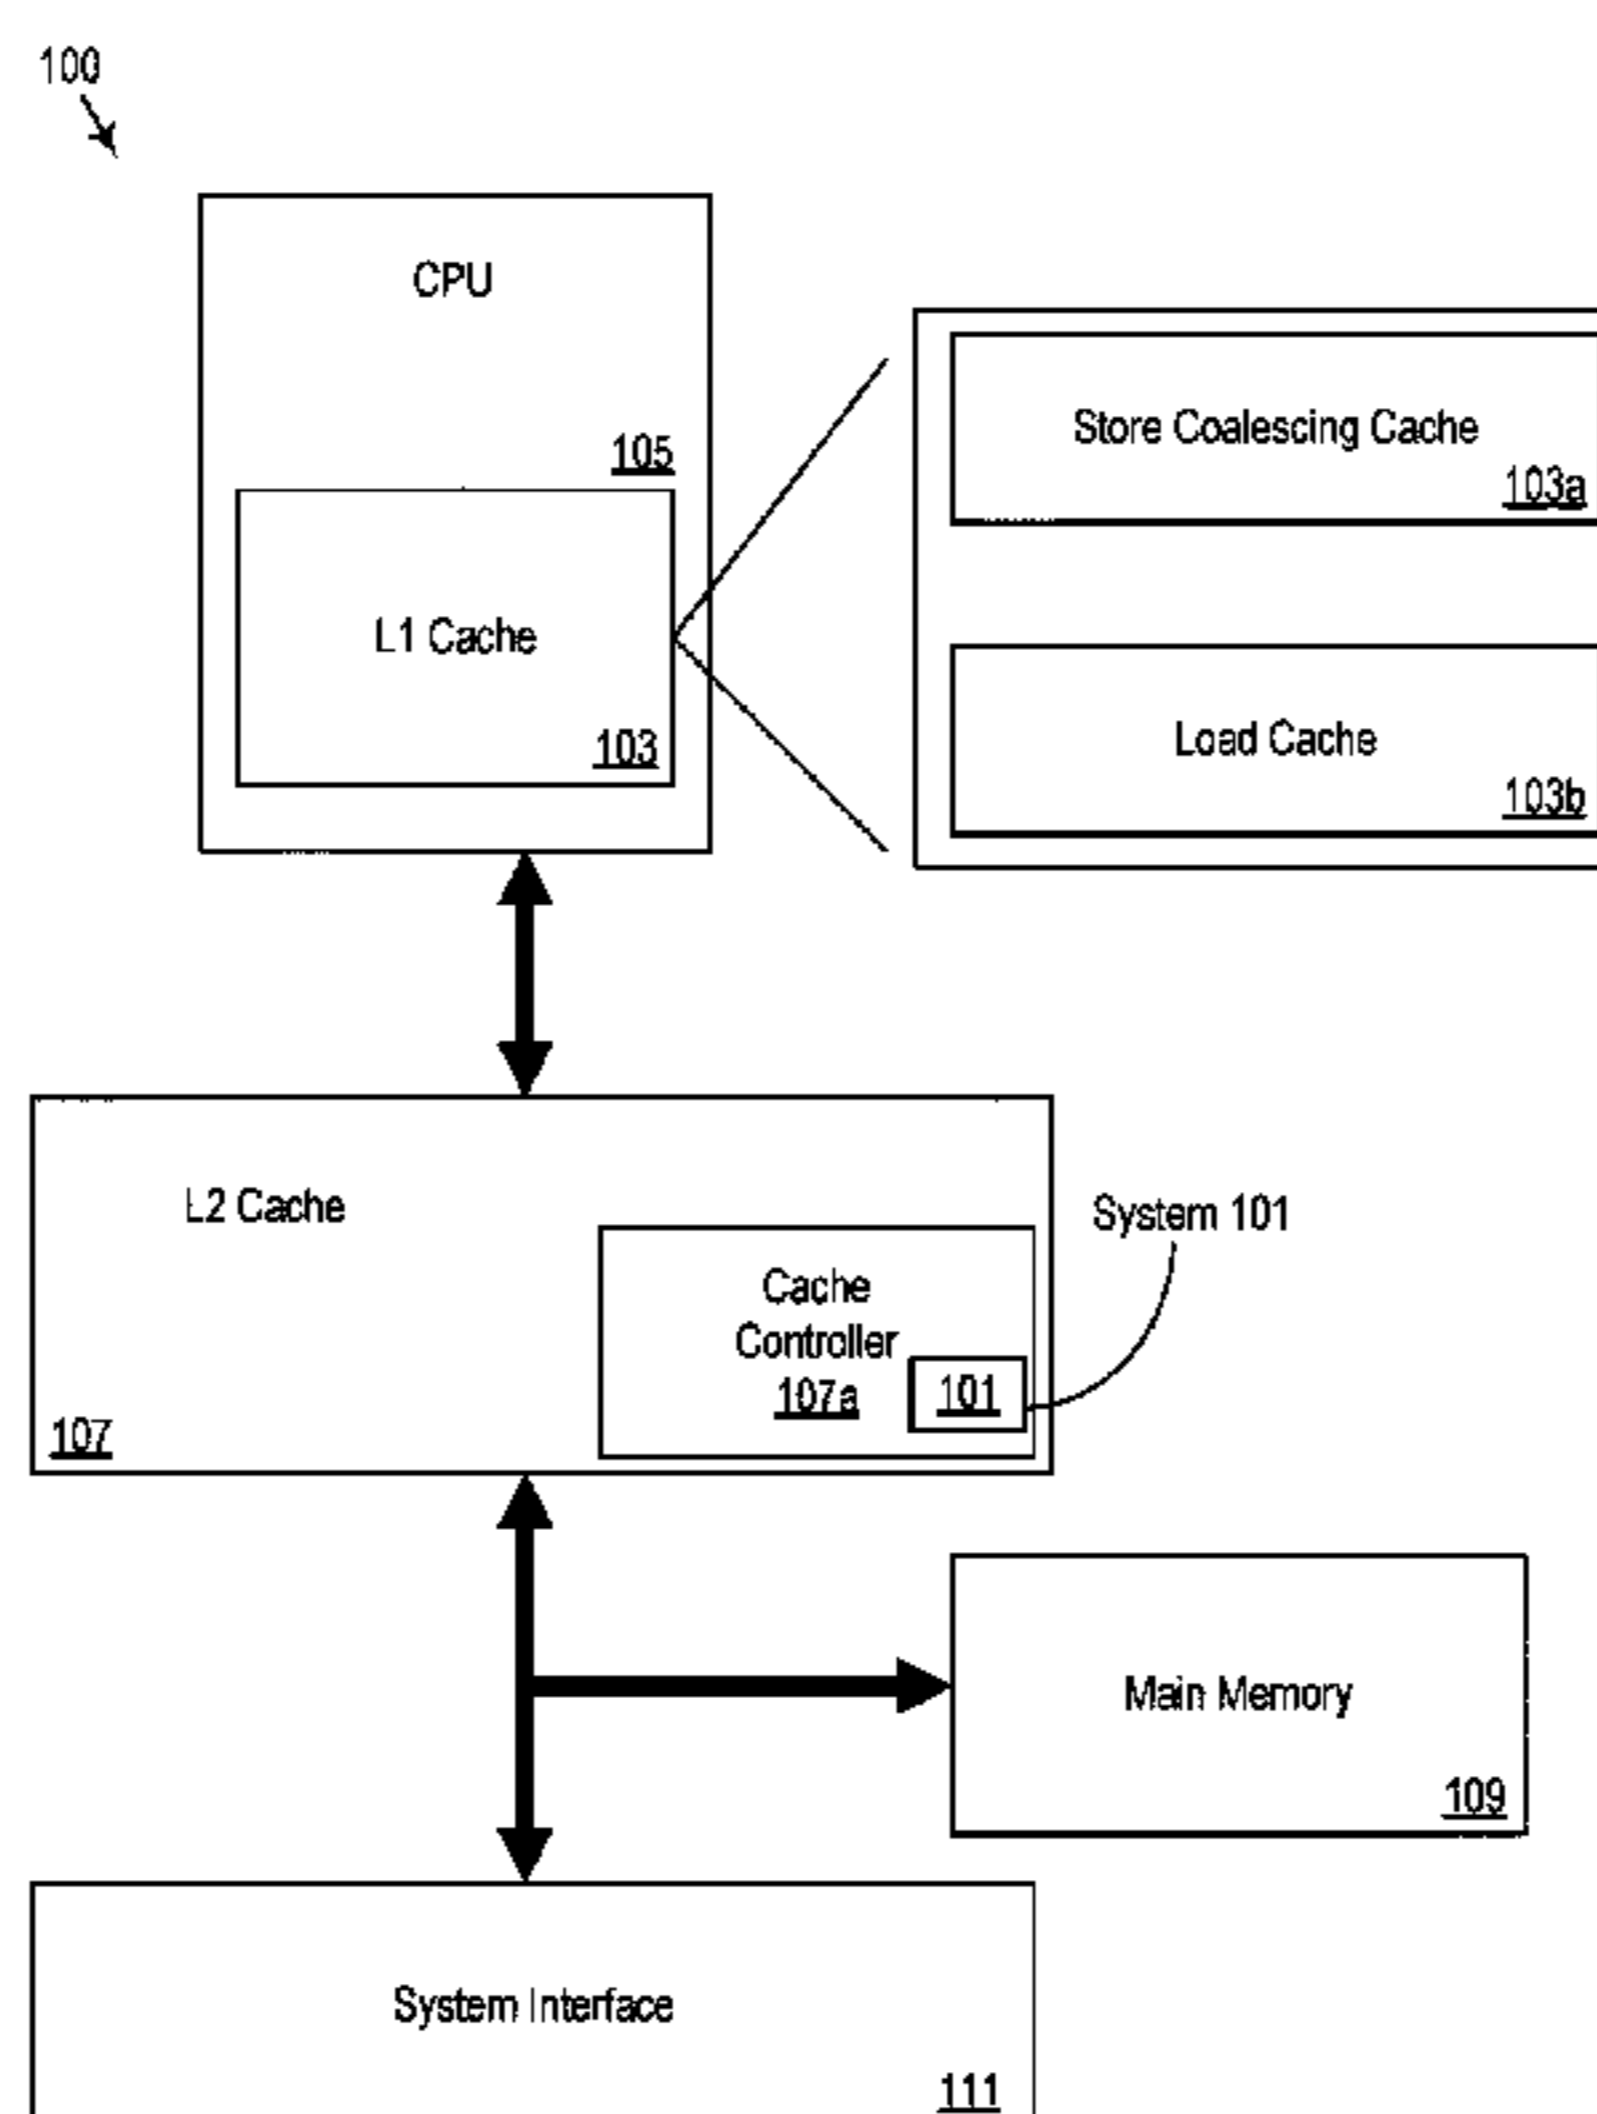 100
CPU
105
L1 Cache
103
Store Coalescing Cache
103a
Load Cache
103b
L2 Cache
107
Cache
Controller
107a
101
System 101
Main Memory
109
System Interface
111